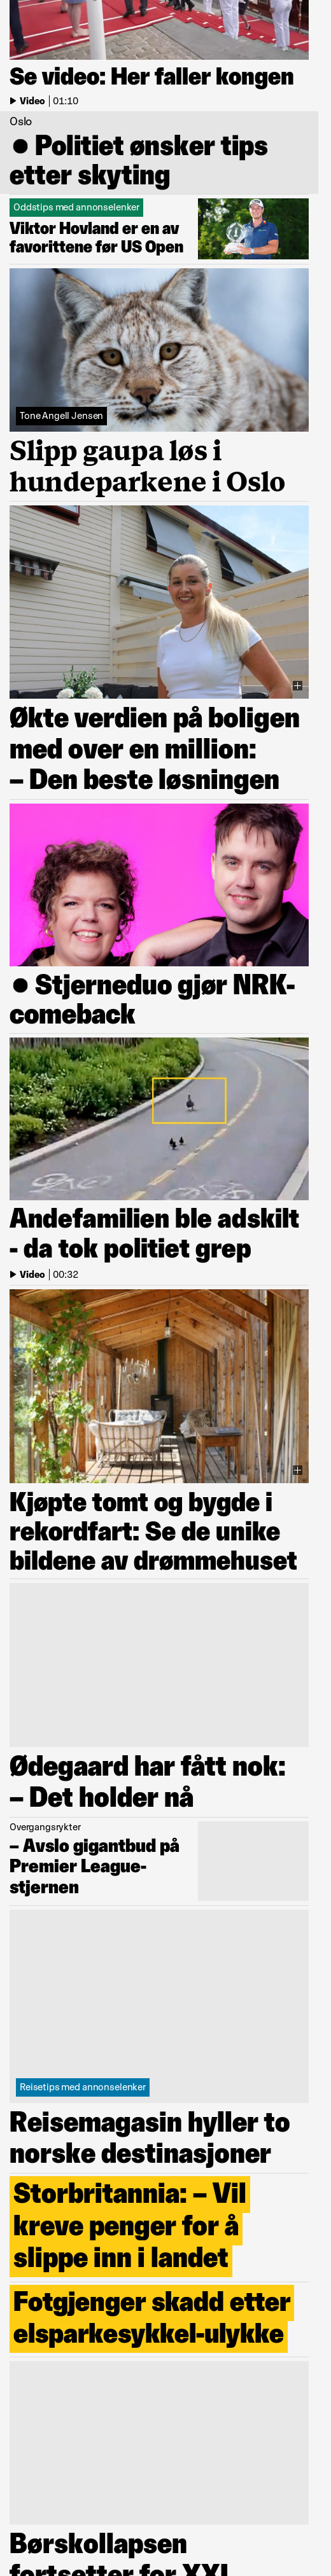 Se video: Her faller kongen
Video | 01:10
Oslo
● Politiet ønsker tips
etter skyting
Oddstips med annonselenker
Viktor Hovland er en av
favorittene før US Open
Tone Angell Jensen
Slipp gaupa løs i
hundeparkene i Oslo
Økte verdien på boligen
med over en million:
– Den beste løsningen
● Stjerneduo gjør NRK-
comeback
Andefamilien ble adskilt
- da tok politiet grep
Video | 00:32
Kjøpte tomt og bygde i
rekordfart: Se de unike
bildene av drømmehuset
Ødegaard har fått nok:
– Det holder nå
Overgangsrykter
– Avslo gigantbud på
Premier League-
stjernen
Reisetips med annonselenker
Reisemagasin hyller to
norske destinasjoner
Storbritannia: – Vil
kreve penger for å
slippe inn i landet
Fotgjenger skadd etter
elsparkesykkel-ulykke
Børskollapsen
fortsetter for XXL